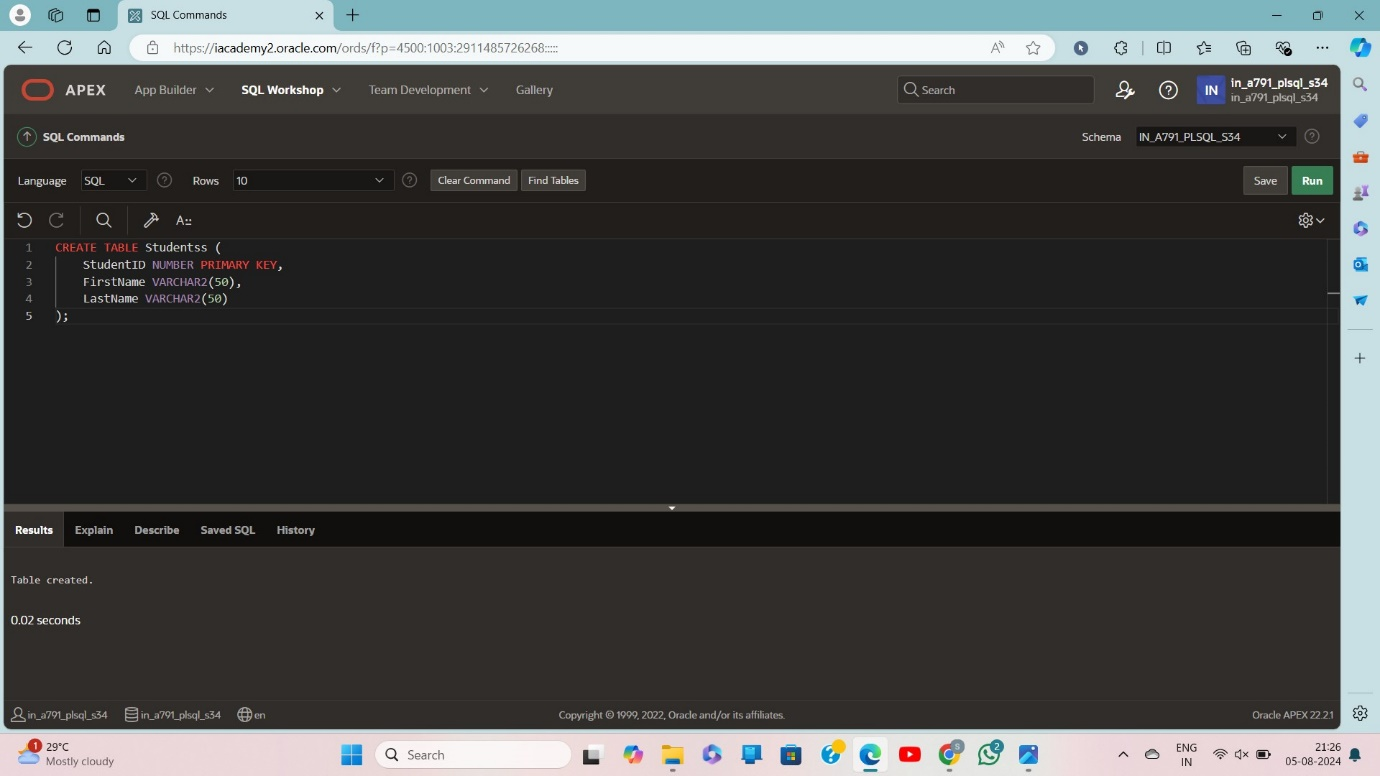 SQL Commands
https://iacademy2.oracle.com/ords/f?p=4500:1003:2911485726268:::::
APEX App Builder SQL Workshop Team Development Gallery Search IN in_a791_plsql_s34
in_a791_plsql_s34
SQL Commands Schema IN_A791_PLSQL_S34
Language SQL Rows 10 Clear Command Find Tables Save Run
A::
1 CREATE TABLE Studentss (
2 StudentID NUMBER PRIMARY KEY,
3 FirstName VARCHAR2(50),
4 LastName VARCHAR2(50)
5 );
Results Explain Describe Saved SQL History
Table created.
0.02 seconds
in_a791_plsql_s34 in_a791_plsql_s34 en Copyright © 1999, 2022, Oracle and/or its affiliates. Oracle APEX 22.2.1
1 29°C
Mostly cloudy
Search
S
2
ENG
IN
21:26
05-08-2024